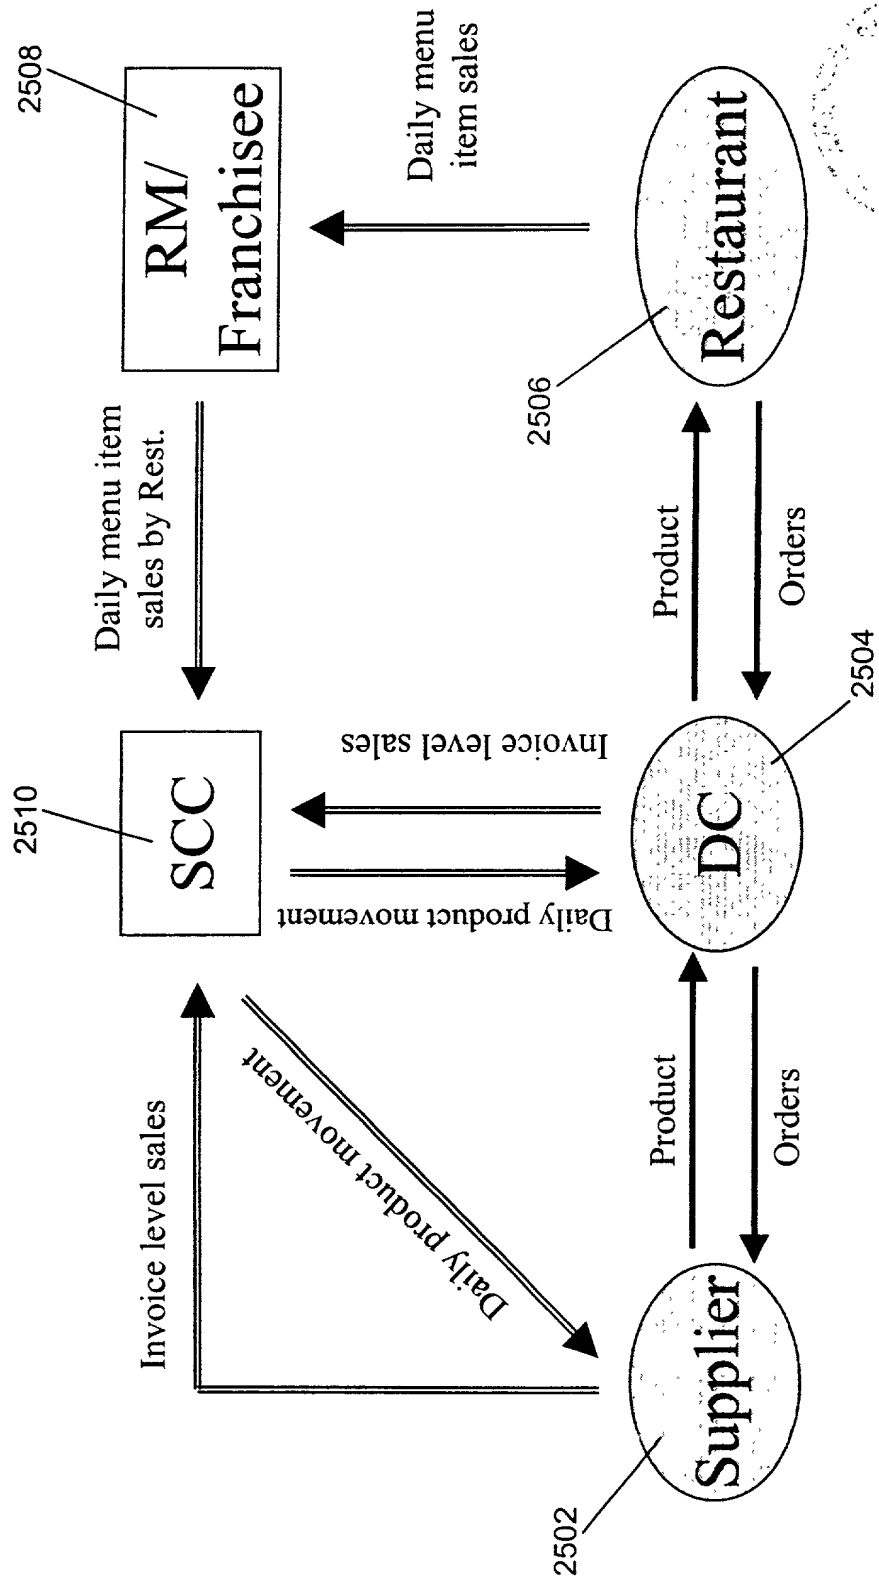 2510
2508
Invoice level sales
SCC
Daily menu item
sales by Rest.
RM/
Franchisee
Daily product movement
Daily product movement
Invoice level sales
Daily menu
item sales
2502
Supplier
Product
Orders
DC
2504
Product
Orders
2506
Restaurant